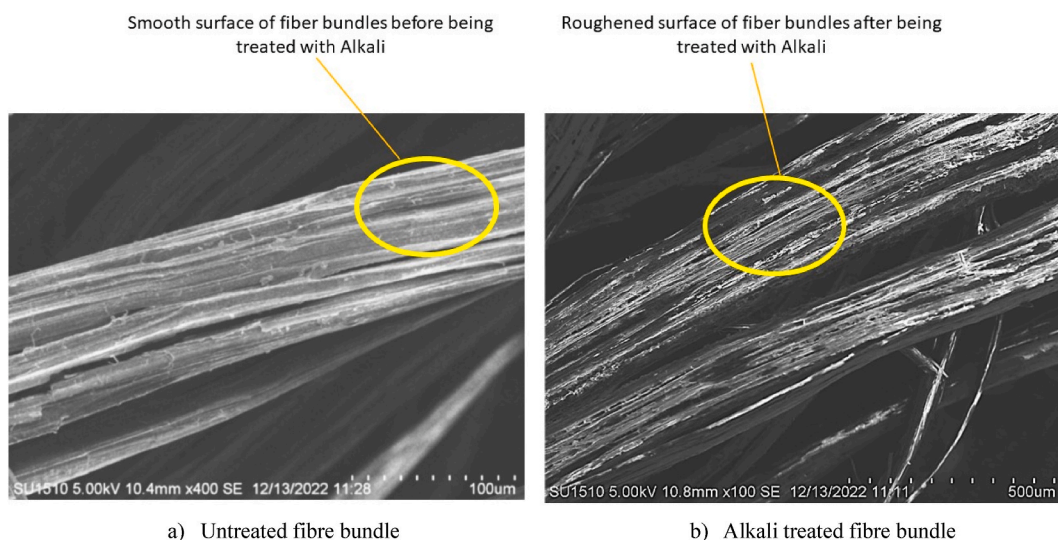 Smooth surface of fiber bundles before being
treated with Alkali
Roughened surface of fiber bundles after being
treated with Alkali
SU1510 5.00kV 10.4mm x400 SE 12/13/2022 11:28
100um
SU1510 5.00kV 10.8mm x100 SE 12/13/2022 11:11
500um
a) Untreated fibre bundle
b) Alkali treated fibre bundle